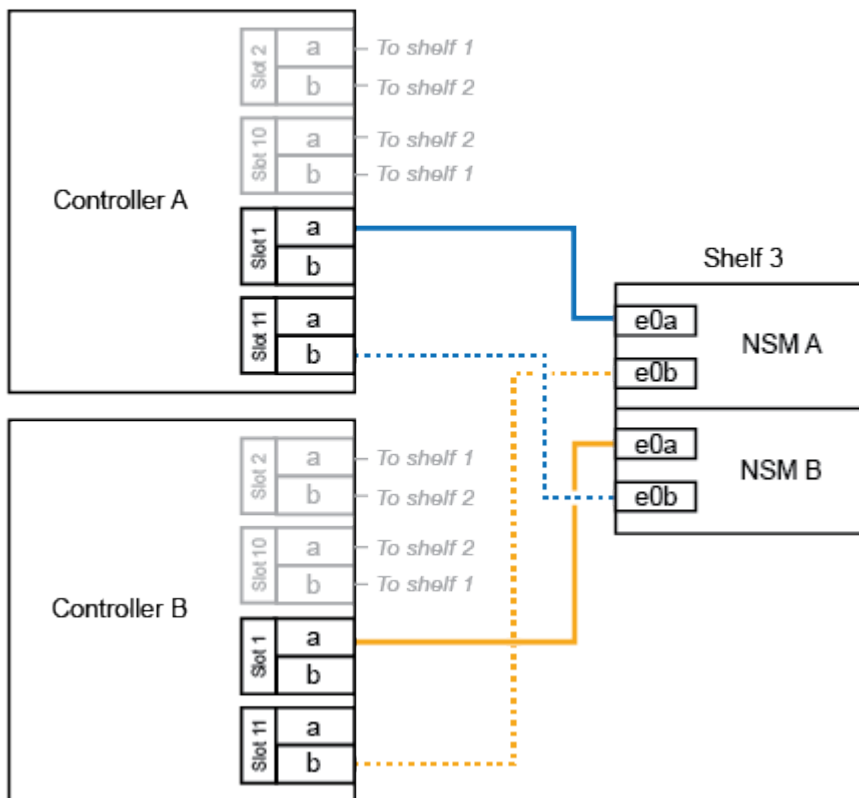 Controller A
Slot 2
a
To shelf 1
b
To shelf 2
Slot 10
a
To shelf 2
b
To shelf 1
Slot 1
a
b
Slot 11
a
b
Shelf 3
NSM A
e0a
e0b
NSM B
e0a
e0b
Controller B
Slot 2
a
To shelf 1
b
To shelf 2
Slot 10
a
To shelf 2
b
To shelf 1
Slot 1
a
b
Slot 11
a
b